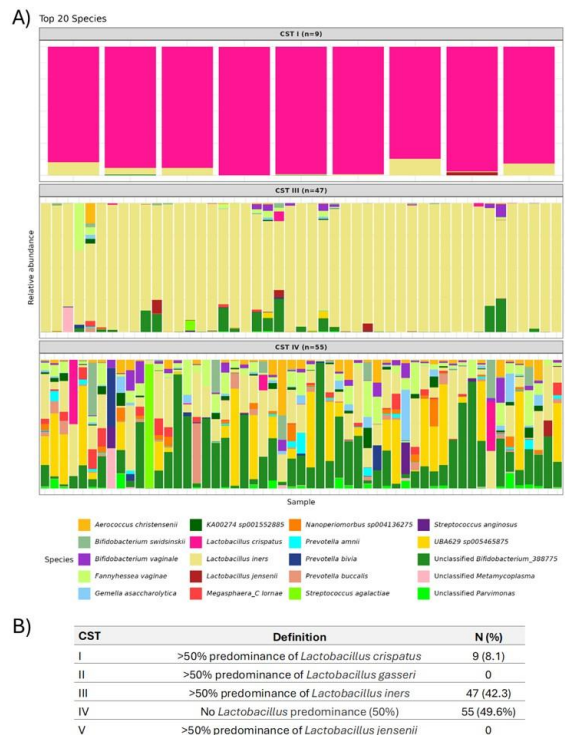 A) Top 20 Species
CST I (n=9)
CST III (n=47)
Relative abundance
CST IV (n=55)
Sample
Species
Aerococcus christensenii
Bifidobacterium swidsinskii
Bifidobacterium vaginale
Fannyhessea vaginae
Gemella asaccharolytica
KA00274 sp001552885
Lactobacillus crispatus
Lactobacillus iners
Lactobacillus jensenii
Megasphaera_C lornae
Nanoperiomorbus sp004136275
Prevotella amnii
Prevotella bivia
Prevotella buccalis
Streptococcus agalactiae
Streptococcus anginosus
UBA629 sp005465875
Unclassified Bifidobacterium_388775
Unclassified Metamycoplasma
Unclassified Parvimonas
B)
CST Definition N (%)
I >50% predominance of Lactobacillus crispatus 9 (8.1)
II >50% predominance of Lactobacillus gasseri 0
III >50% predominance of Lactobacillus iners 47 (42.3)
IV No Lactobacillus predominance (50%) 55 (49.6%)
V >50% predominance of Lactobacillus jensenii 0